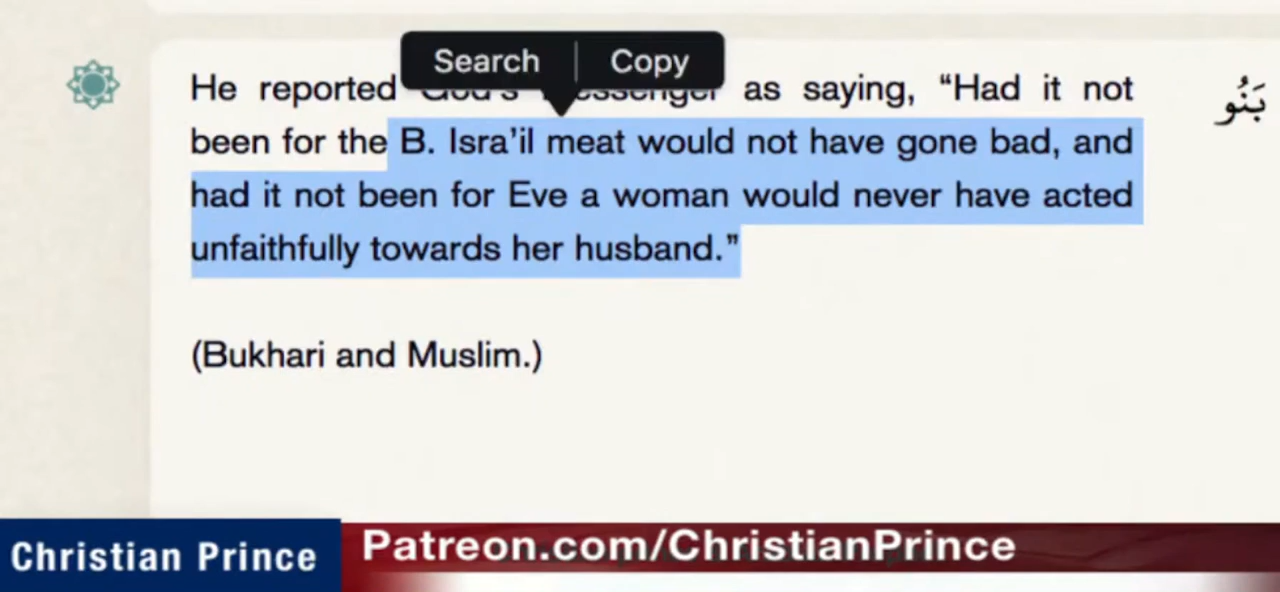 Search Copy
He reported God's Messenger as saying, “Had it not
been for the B. Isra’il meat would not have gone bad, and
had it not been for Eve a woman would never have acted
unfaithfully towards her husband.”
(Bukhari and Muslim.)
بَنُو
Christian Prince
Patreon.com/ChristianPrince